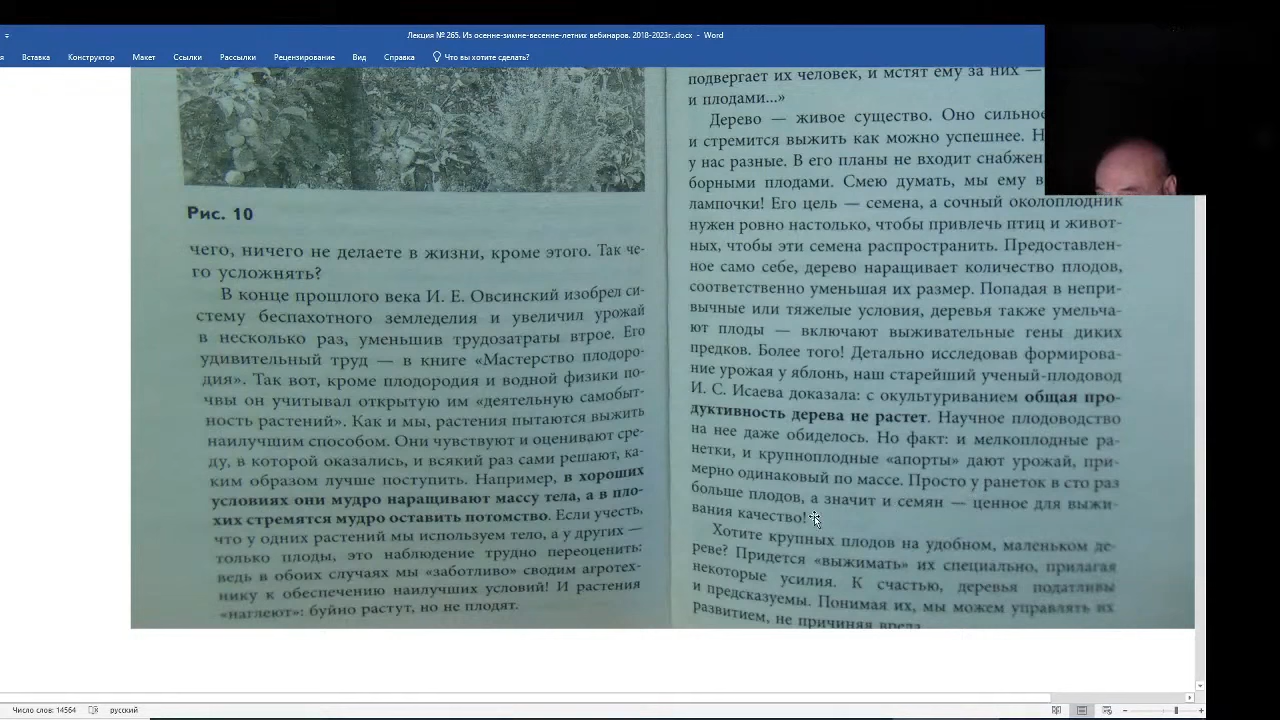 Лекция № 265. Из осенне-зимне-весенне-летних вебинаров. 2018-2023г..docx - Word
я Вставка Конструктор Макет Ссылки Рассылки Рецензирование Вид Справка Что вы хотите сделать?
Рис. 10
чего, ничего не делаете в жизни, кроме этого. Так че-
го усложнять?
В конце прошлого века И. Е. Овсинский изобрел си-
стему беспахотного земледелия и увеличил урожай
в несколько раз, уменьшив трудозатраты втрое. Его
удивительный труд — в книге «Мастерство плодоро-
дия». Так вот, кроме плодородия и водной физики по-
чвы он учитывал открытую им «деятельную самобыт-
ность растений». Как и мы, растения пытаются выжить
наилучшим способом. Они чувствуют и оценивают сре-
ду, в которой оказались, и всякий раз сами решают, ка-
ким образом лучше поступить. Например, в хороших
условиях они мудро наращивают массу тела, а в пло-
хих стремятся мудро оставить потомство. Если учесть,
что у одних растений мы используем тело, а у других —
только плоды, это наблюдение трудно переоценить:
ведь в обоих случаях мы «заботливо» сводим агротех-
нику к обеспечению наилучших условий! И растения
«наглеют»: буйно растут, но не плодят.
подвергает их человек, и мстят ему за них —
и плодами...»
Дерево — живое существо. Оно сильное
и стремится выжить как можно успешнее. Н
у нас разные. В его планы не входит снабжен
борными плодами. Смею думать, мы ему в
лампочки! Его цель — семена, а сочный околоплодник
нужен ровно настолько, чтобы привлечь птиц и живот-
ных, чтобы эти семена распространить. Предоставлен-
ное само себе, дерево наращивает количество плодов,
соответственно уменьшая их размер. Попадая в непри-
вычные или тяжелые условия, деревья также умельча-
ют плоды — включают выживательные гены диких
предков. Более того! Детально исследовав формирова-
ние урожая у яблонь, наш старейший ученый-плодовод
И. С. Исаева доказала: с окультуриванием общая про-
дуктивность дерева не растет. Научное плодоводство
на нее даже обиделось. Но факт: и мелкоплодные ра-
нетки, и крупноплодные «апорты» дают урожай, при-
мерно одинаковый по массе. Просто у ранеток в сто раз
больше плодов, а значит и семян — ценное для выжи-
вания качество!
Хотите крупных плодов на удобном, маленьком де-
реве? Придется «выжимать» их специально, прилагая
некоторые усилия. К счастью, деревья податливы
и предсказуемы. Понимая их, мы можем управлять их
развитием, не причиняя вреда
Число слов: 14564 русский